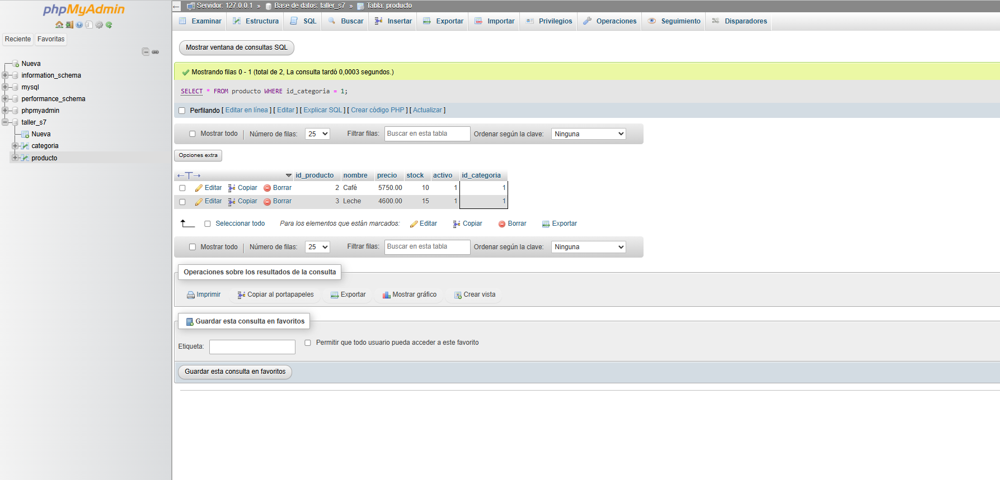 phpMyAdmin
Reciente Favoritas
Nueva
information_schema
mysql
performance_schema
phpmyadmin
taller_s7
Nueva
categoria
producto
Servidor: 127.0.0.1 » Base de datos: taller_s7 » Tabla: producto
Examinar Estructura SQL Buscar Insertar Exportar Importar Privilegios Operaciones Seguimiento Disparadores
Mostrar ventana de consultas SQL
Mostrando filas 0 - 1 (total de 2, La consulta tardó 0,0003 segundos.)
SELECT * FROM producto WHERE id_categoria = 1;
Perfilando [ Editar en línea ] [ Editar ] [ Explicar SQL ] [ Crear código PHP ] [ Actualizar ]
Mostrar todo | Número de filas: 25 Filtrar filas: Buscar en esta tabla Ordenar según la clave: Ninguna
Opciones extra
←T→ id_producto nombre precio stock activo id_categoria
Editar Copiar Borrar 2 Café 5750.00 10 1 1
Editar Copiar Borrar 3 Leche 4600.00 15 1 1
Seleccionar todo Para los elementos que están marcados: Editar Copiar Borrar Exportar
Mostrar todo | Número de filas: 25 Filtrar filas: Buscar en esta tabla Ordenar según la clave: Ninguna
Operaciones sobre los resultados de la consulta
Imprimir Copiar al portapapeles Exportar Mostrar gráfico Crear vista
Guardar esta consulta en favoritos
Etiqueta: Permitir que todo usuario pueda acceder a este favorito
Guardar esta consulta en favoritos